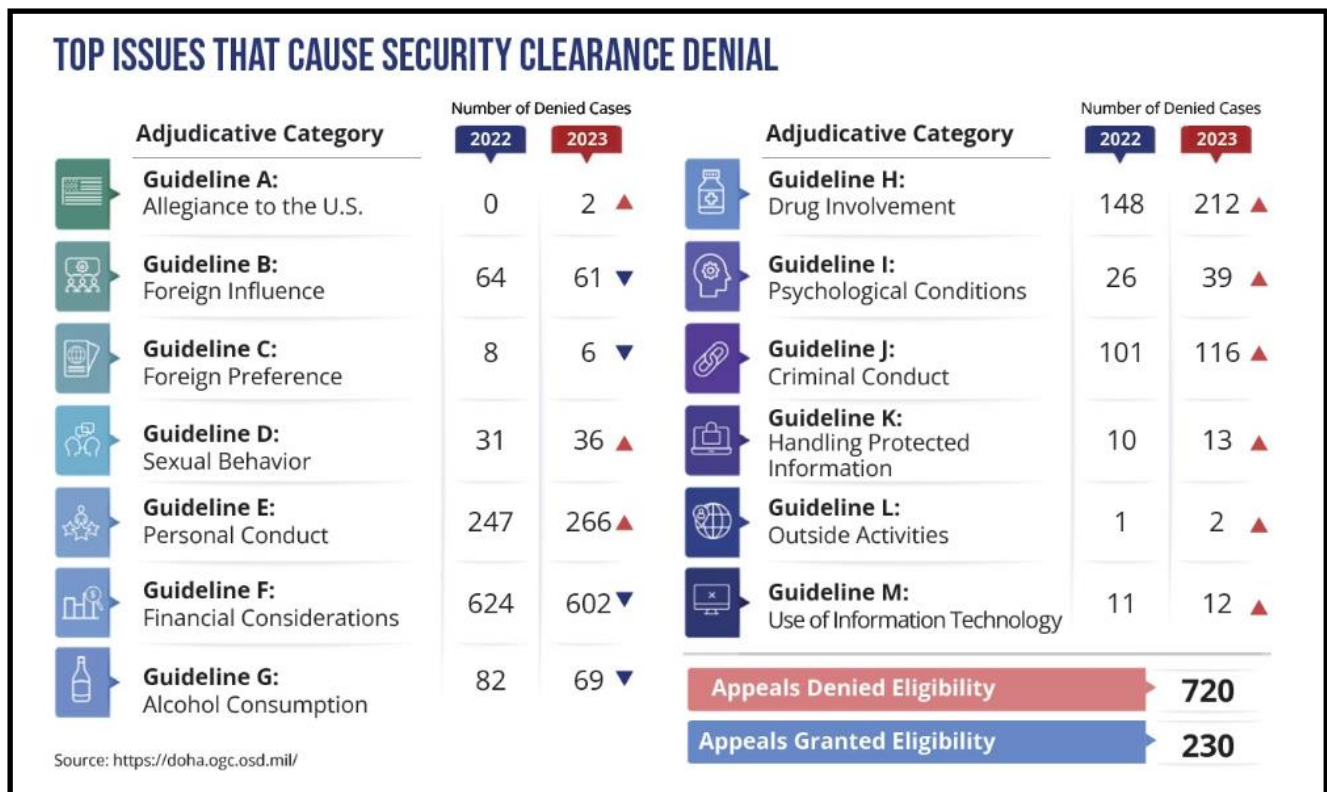 TOP ISSUES THAT CAUSE SECURITY CLEARANCE DENIAL
Number of Denied Cases
Adjudicative Category 2022 2023
Guideline A:
Allegiance to the U.S. 0 2
Guideline B:
Foreign Influence 64 61
Guideline C:
Foreign Preference 8 6
Guideline D:
Sexual Behavior 31 36
Guideline E:
Personal Conduct 247 266
Guideline F:
Financial Considerations 624 602
Guideline G:
Alcohol Consumption 82 69
Number of Denied Cases
Adjudicative Category 2022 2023
Guideline H:
Drug Involvement 148 212
Guideline I:
Psychological Conditions 26 39
Guideline J:
Criminal Conduct 101 116
Guideline K:
Handling Protected 10 13
Information
Guideline L:
Outside Activities 1 2
Guideline M:
Use of Information Technology 11 12
Appeals Denied Eligibility 720
Appeals Granted Eligibility 230
Source: https://doha.ogc.osd.mil/